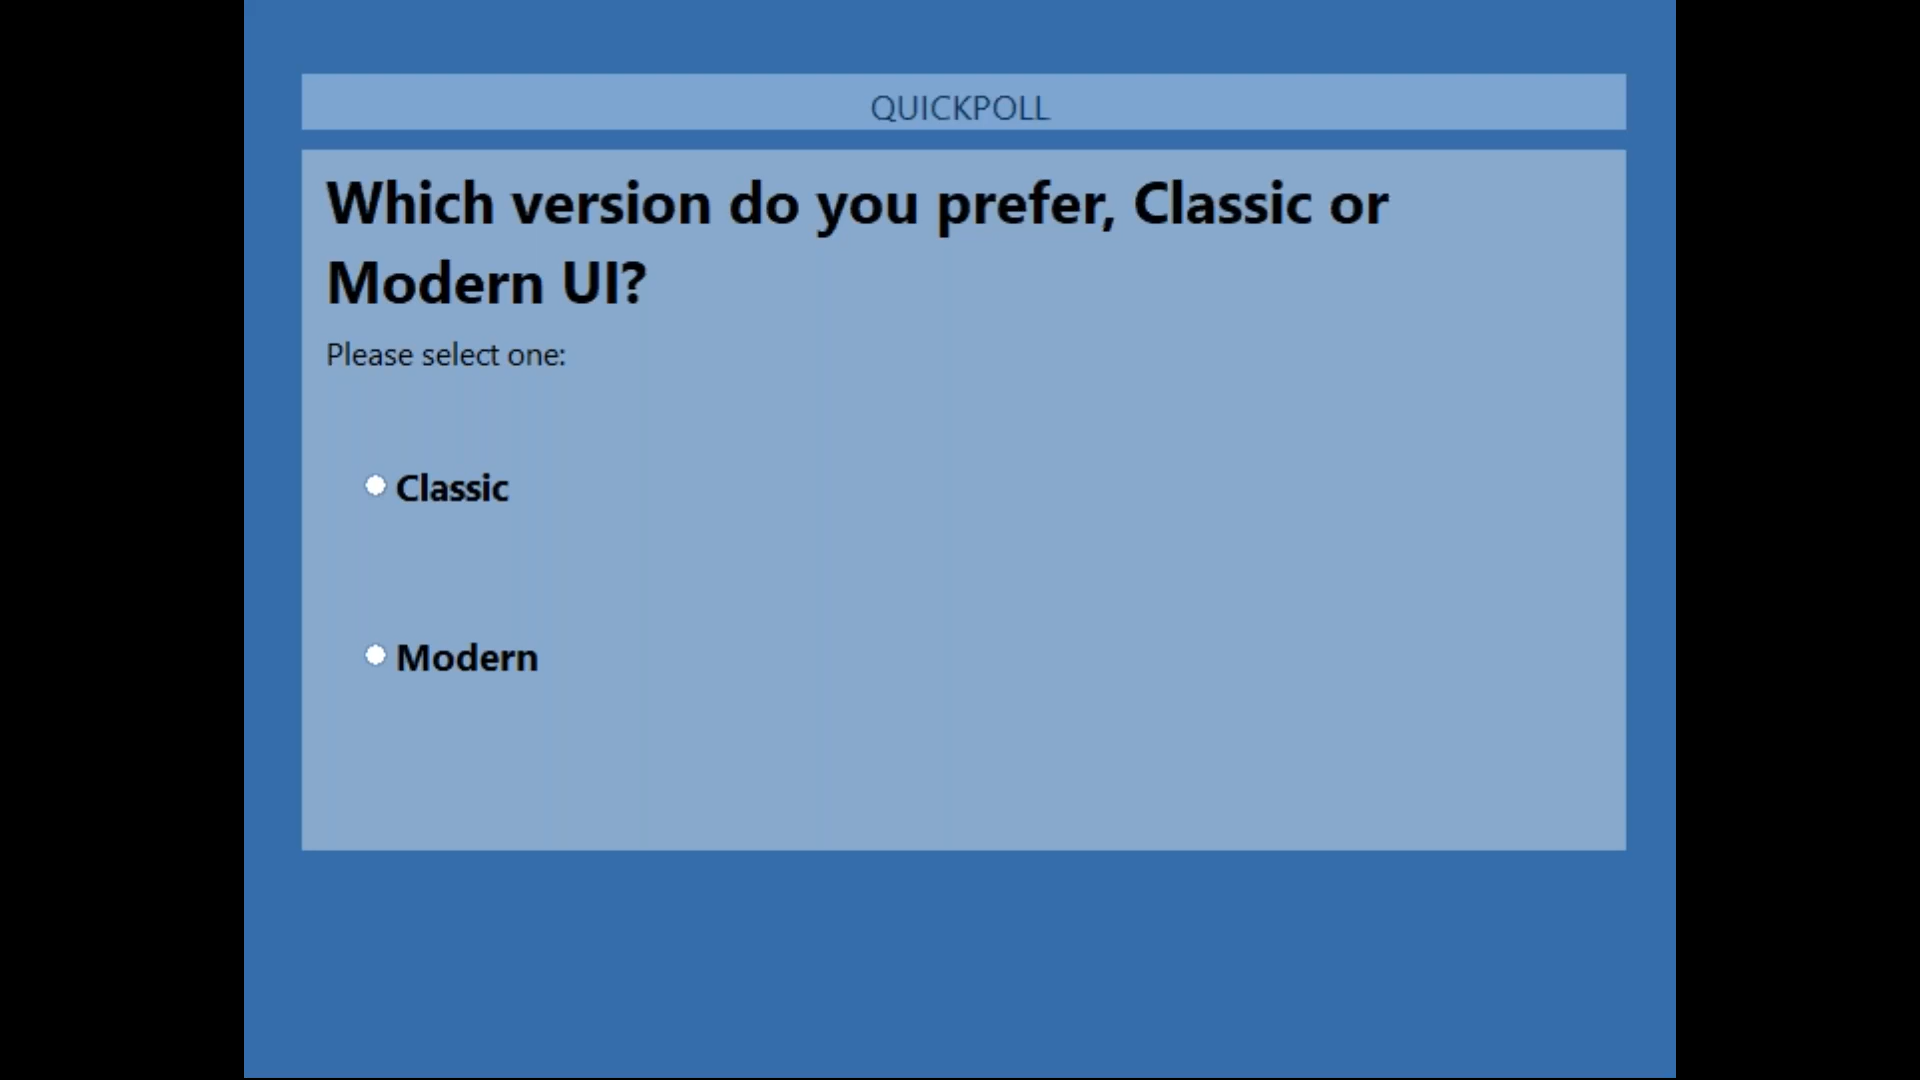 QUICKPOLL
Which version do you prefer, Classic or
Modern UI?
Please select one:
Classic
Modern